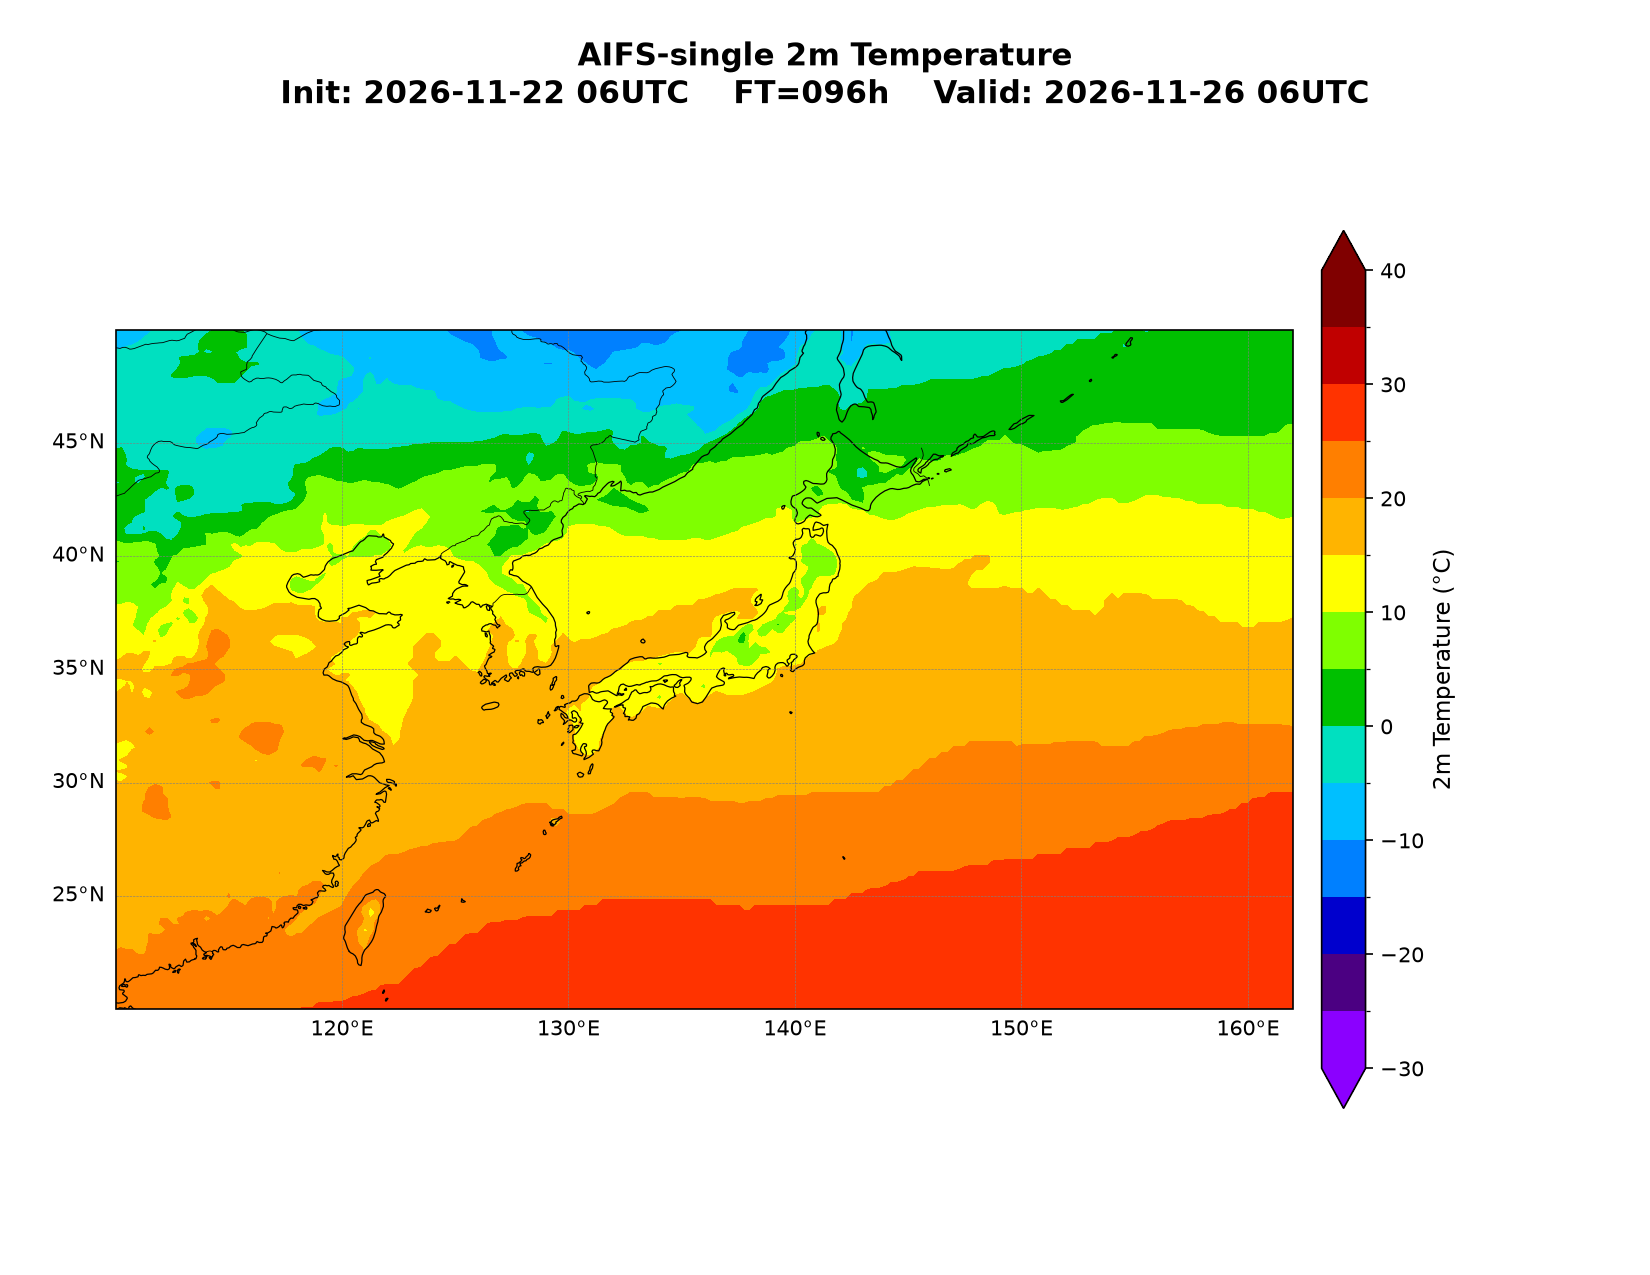 AIFS-single 2m Temperature
Init: 2026-11-22 06UTC    FT=096h    Valid: 2026-11-26 06UTC
45°N
40°N
35°N
30°N
25°N
120°E
130°E
140°E
150°E
160°E
40
30
20
10
0
−10
−20
−30
2m Temperature (°C)